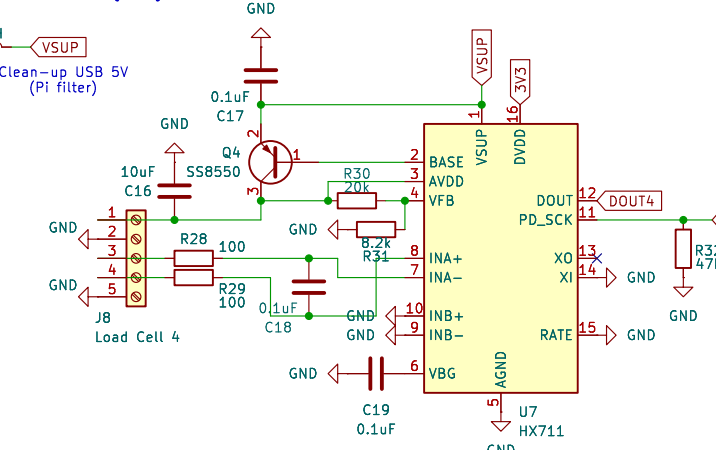 GND
VSUP
Clean-up USB 5V
(Pi filter)
VSUP
3V3
0.1uF
C17
GND
1
16
2
Q4
SS8550
1
3
10uF
C16
R30
20k
2
BASE
3
AVDD
4
VFB
VSUP
DVDD
DOUT
12
DOUT4
PD_SCK
11
1
GND
2
3
4
GND
5
R28
100
R29
100
GND
8.2k
R31
8
INA+
7
INA-
XO
13
XI
14
GND
R32
47k
GND
0.1uF
C18
GND
10
INB+
GND
9
INB-
RATE
15
GND
J8
Load Cell 4
GND
6
VBG
AGND
5
C19
0.1uF
U7
HX711
GND